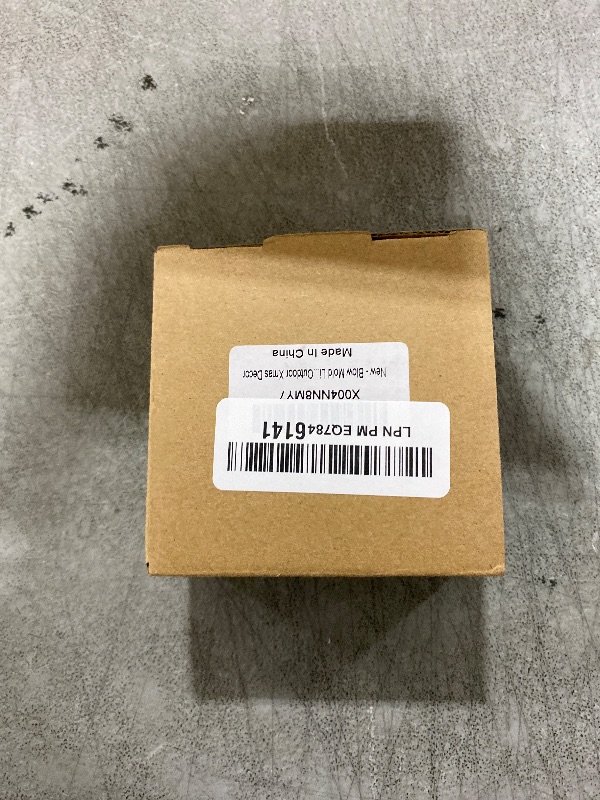 LPN PM EQ7846141
X004NN8MY7
New - Blow Mold Li... Outdoor Xmas Decor
Made In China